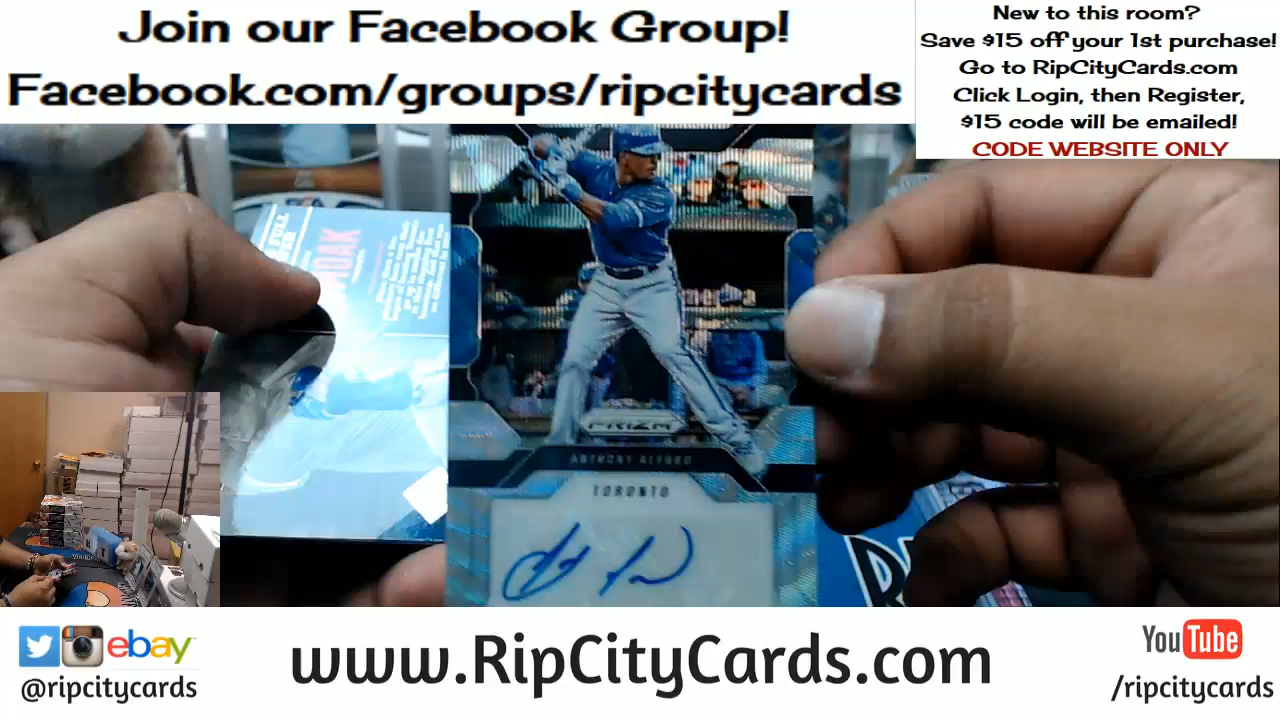 Join our Facebook Group!
Facebook.com/groups/ripcitycards
New to this room?
Save $15 off your 1st purchase!
Go to RipCityCards.com
Click Login, then Register,
$15 code will be emailed!
CODE WEBSITE ONLY
PRIZM
ANTHONY ALFORD
TORONTO
ebay
@ripcitycards
www.RipCityCards.com
YouTube
/ripcitycards